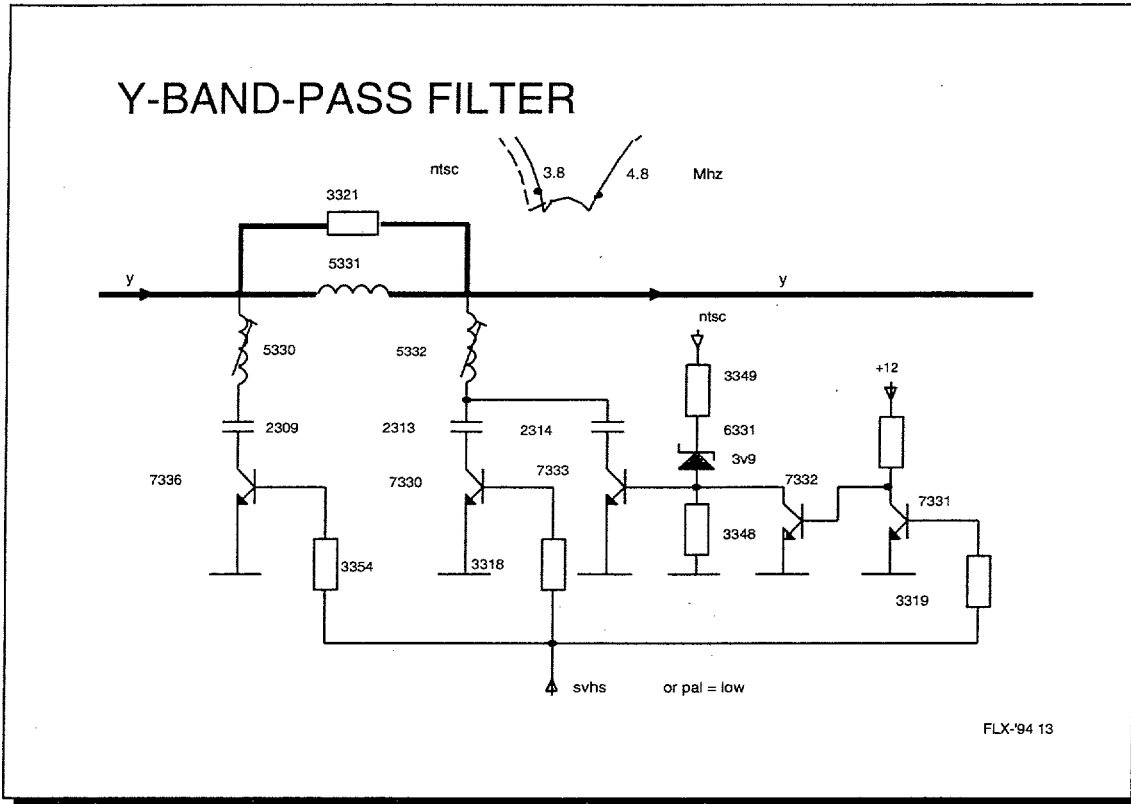 Y-BAND-PASS FILTER
ntsc 3.8 4.8 Mhz
3321
5331
y
y
ntsc
5330
5332
3349
+12
2309
2313
2314
6331
3v9
7336
7330
7333
7332
7331
3354
3318
3348
3319
svhs or pal = low
FLX-'94 13